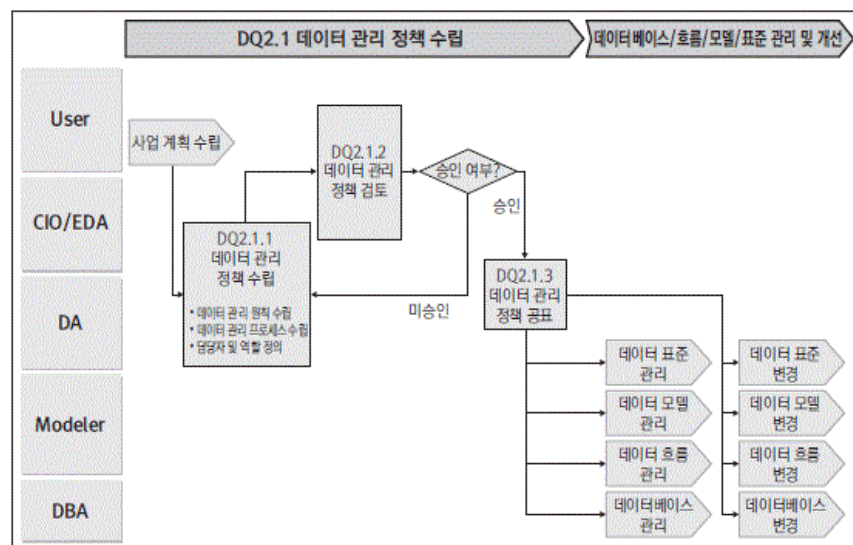 DQ2.1 데이터 관리 정책 수립
데이터베이스/흐름/모델/표준 관리 및 개선
User
사업 계획 수립
DQ2.1.2
데이터 관리
정책 검토
승인 여부?
승인
CIO/EDA
DQ2.1.1
데이터 관리
정책 수립
• 데이터 관리 원칙 수립
• 데이터 관리 프로세스 수립
• 담당자 및 역할 정의
미승인
DQ2.1.3
데이터 관리
정책 공표
DA
데이터 표준
관리
데이터 표준
변경
Modeler
데이터 모델
관리
데이터 모델
변경
데이터 흐름
관리
데이터 흐름
변경
DBA
데이터베이스
관리
데이터베이스
변경